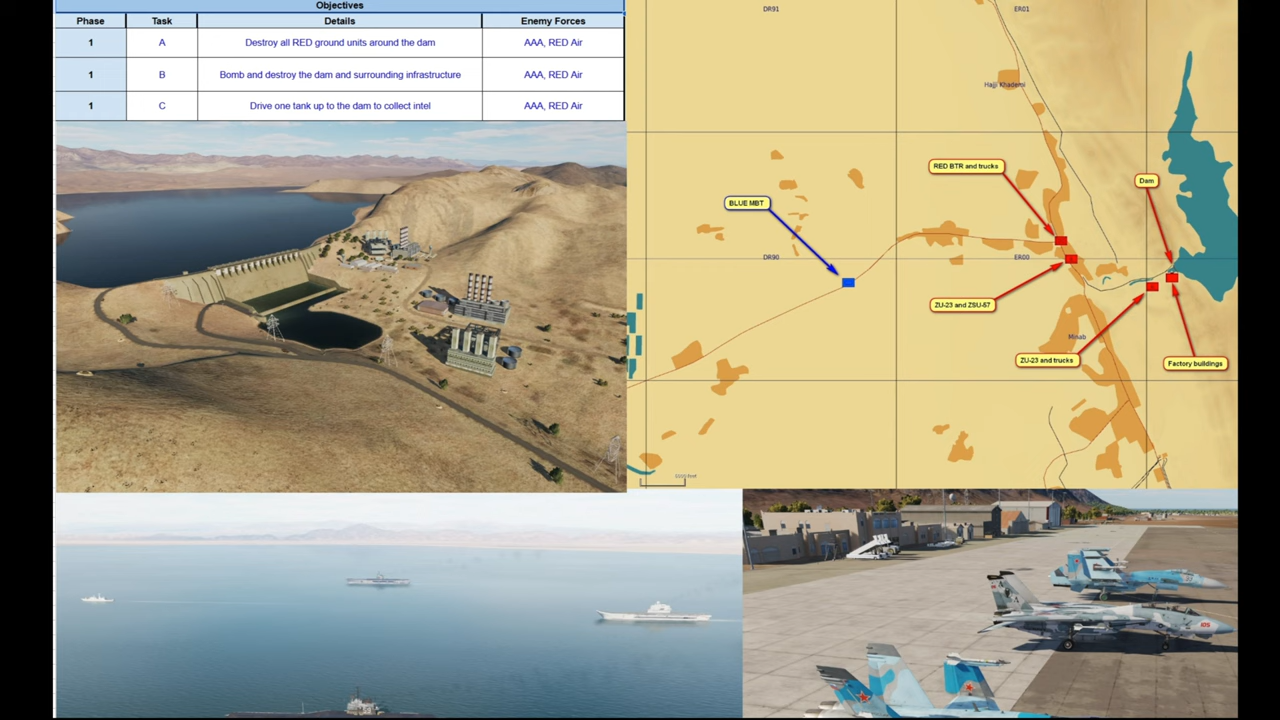 Objectives
Phase Task Details Enemy Forces
1 A Destroy all RED ground units around the dam AAA, RED Air
1 B Bomb and destroy the dam and surrounding infrastructure AAA, RED Air
1 C Drive one tank up to the dam to collect intel AAA, RED Air
DR91
ER01
Hajji Khademi
RED BTR and trucks
Dam
BLUE MBT
DR90
ER00
ZU-23 and ZSU-57
Minab
ZU-23 and trucks
Factory buildings
105